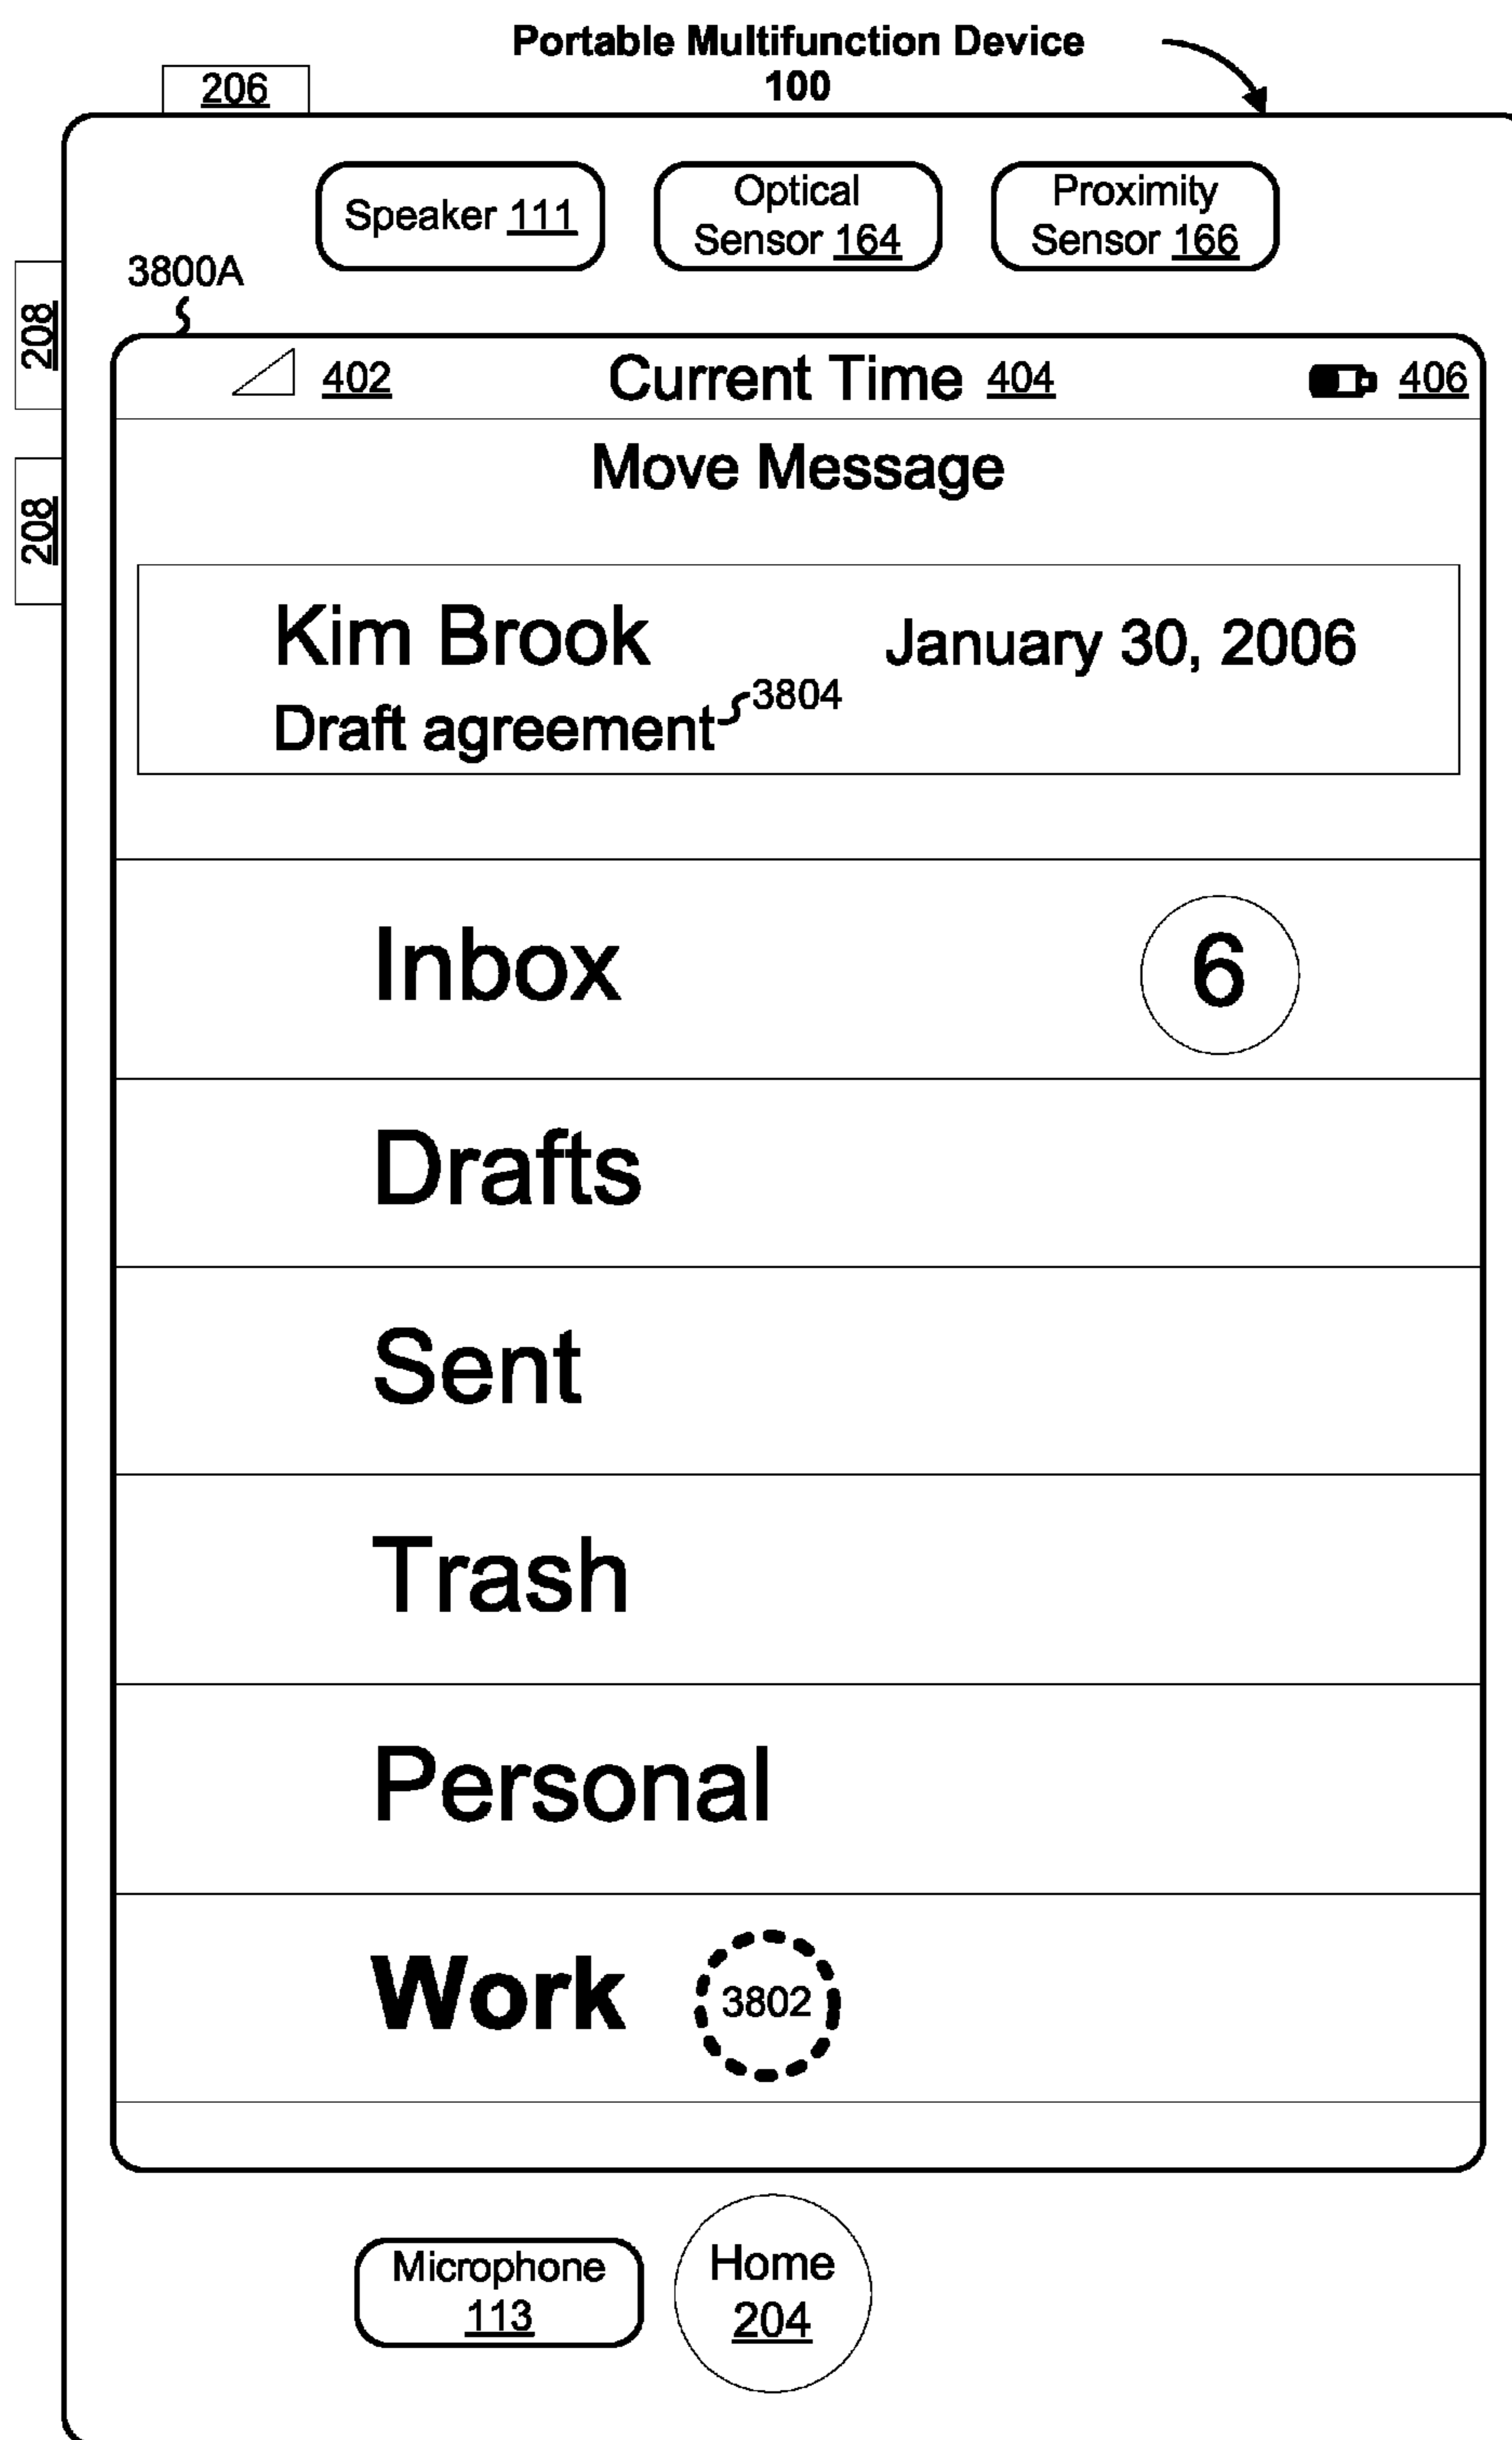 Portable Multifunction Device
100
206
Speaker 111
Optical
Sensor 164
Proximity
Sensor 166
3800A
208
208
402
Current Time 404
406
Move Message
Kim Brook
January 30, 2006
Draft agreement
3804
Inbox
6
Drafts
Sent
Trash
Personal
Work
3802
Microphone
113
Home
204